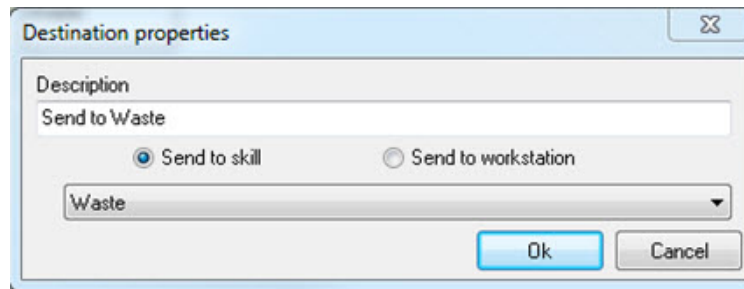 Destination properties
Description
Send to Waste
Send to skill Send to workstation
Waste
Ok Cancel